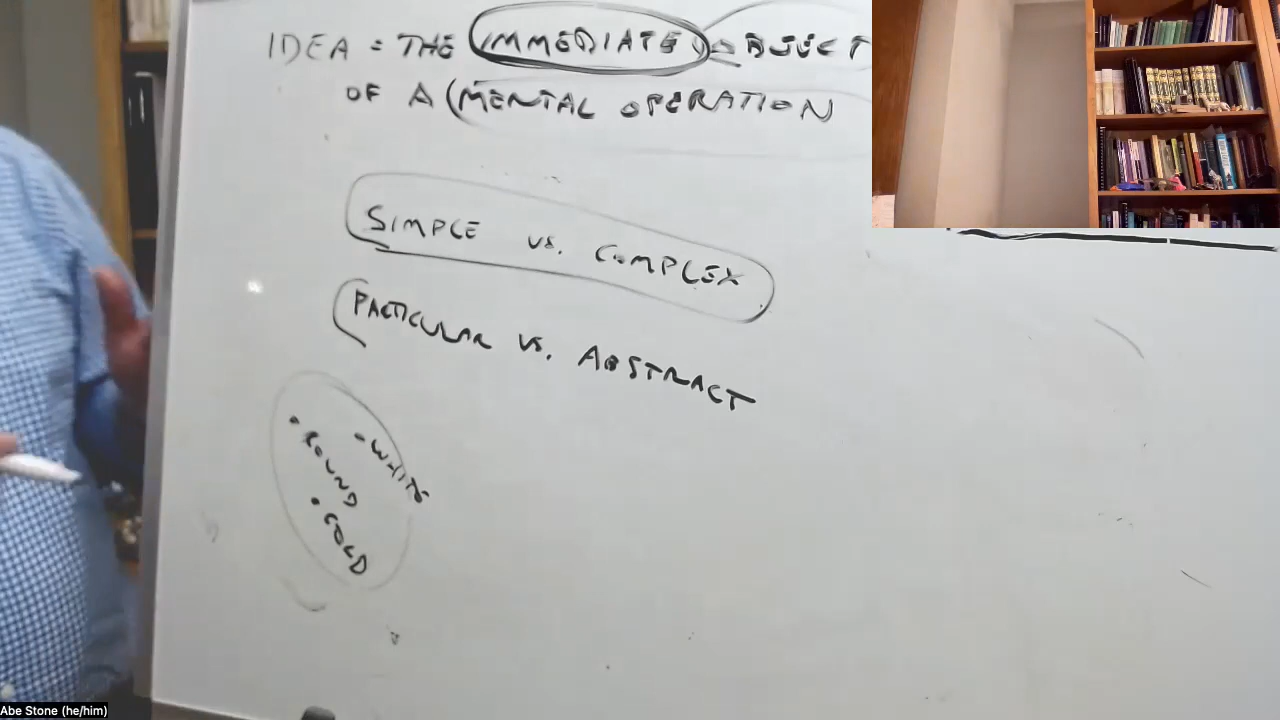 IDEA = THE IMMEDIATE OBJECT
OF A (MENTAL OPERATION
SIMPLE VS. COMPLEX
PARTICULAR VS. ABSTRACT
• WHITE
• ROUND
• COLD
Abe Stone (he/him)